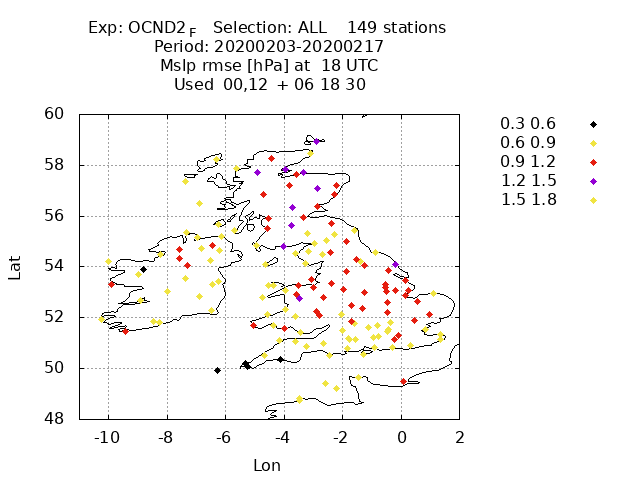 Exp: OCND2_F   Selection: ALL    149 stations
Period: 20200203-20200217
Mslp rmse [hPa] at  18 UTC
Used  00,12  + 06 18 30
0.3 0.6
0.6 0.9
0.9 1.2
1.2 1.5
1.5 1.8
60
58
56
54
52
50
48
Lat
-10 -8 -6 -4 -2 0 2
Lon